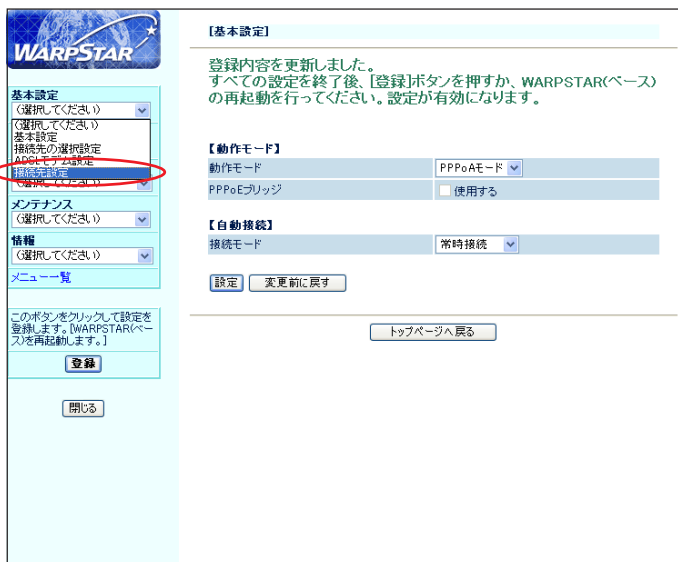 WARPSTAR
基本設定
(選択してください)
(選択してください)
基本設定
接続先の選択設定
ADSLモデム設定
接続先設定
(選択してください)
メンテナンス
(選択してください)
情報
(選択してください)
メニュー一覧
このボタンをクリックして設定を
登録します。[WARPSTAR(ベー
ス)を再起動します。]
登録
閉じる
[基本設定]
登録内容を更新しました。
すべての設定を終了後、[登録]ボタンを押すか、WARPSTAR(ベース)
の再起動を行ってください。設定が有効になります。
【動作モード】
動作モード PPPoAモード
PPPoEブリッジ 使用する
【自動接続】
接続モード 常時接続
設定 変更前に戻す
トップページへ戻る